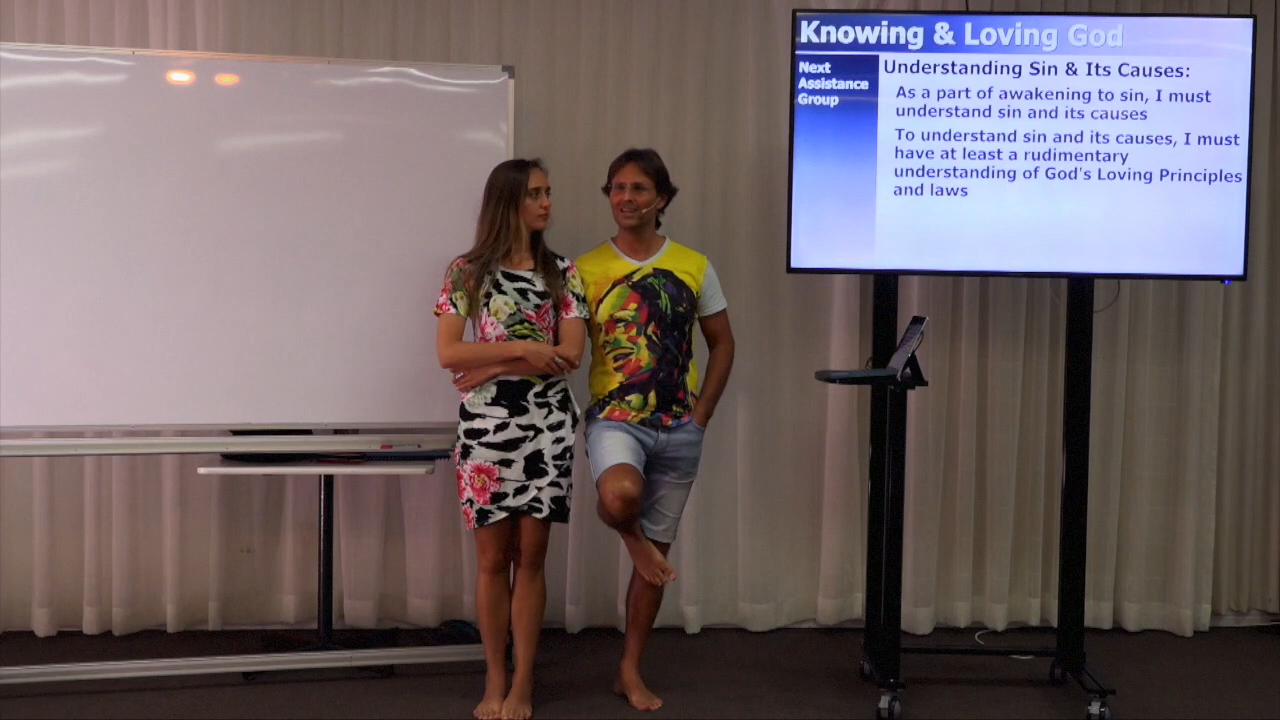 Knowing & Loving God
Next
Assistance
Group
Understanding Sin & Its Causes:
As a part of awakening to sin, I must
understand sin and its causes
To understand sin and its causes, I must
have at least a rudimentary
understanding of God's Loving Principles
and laws